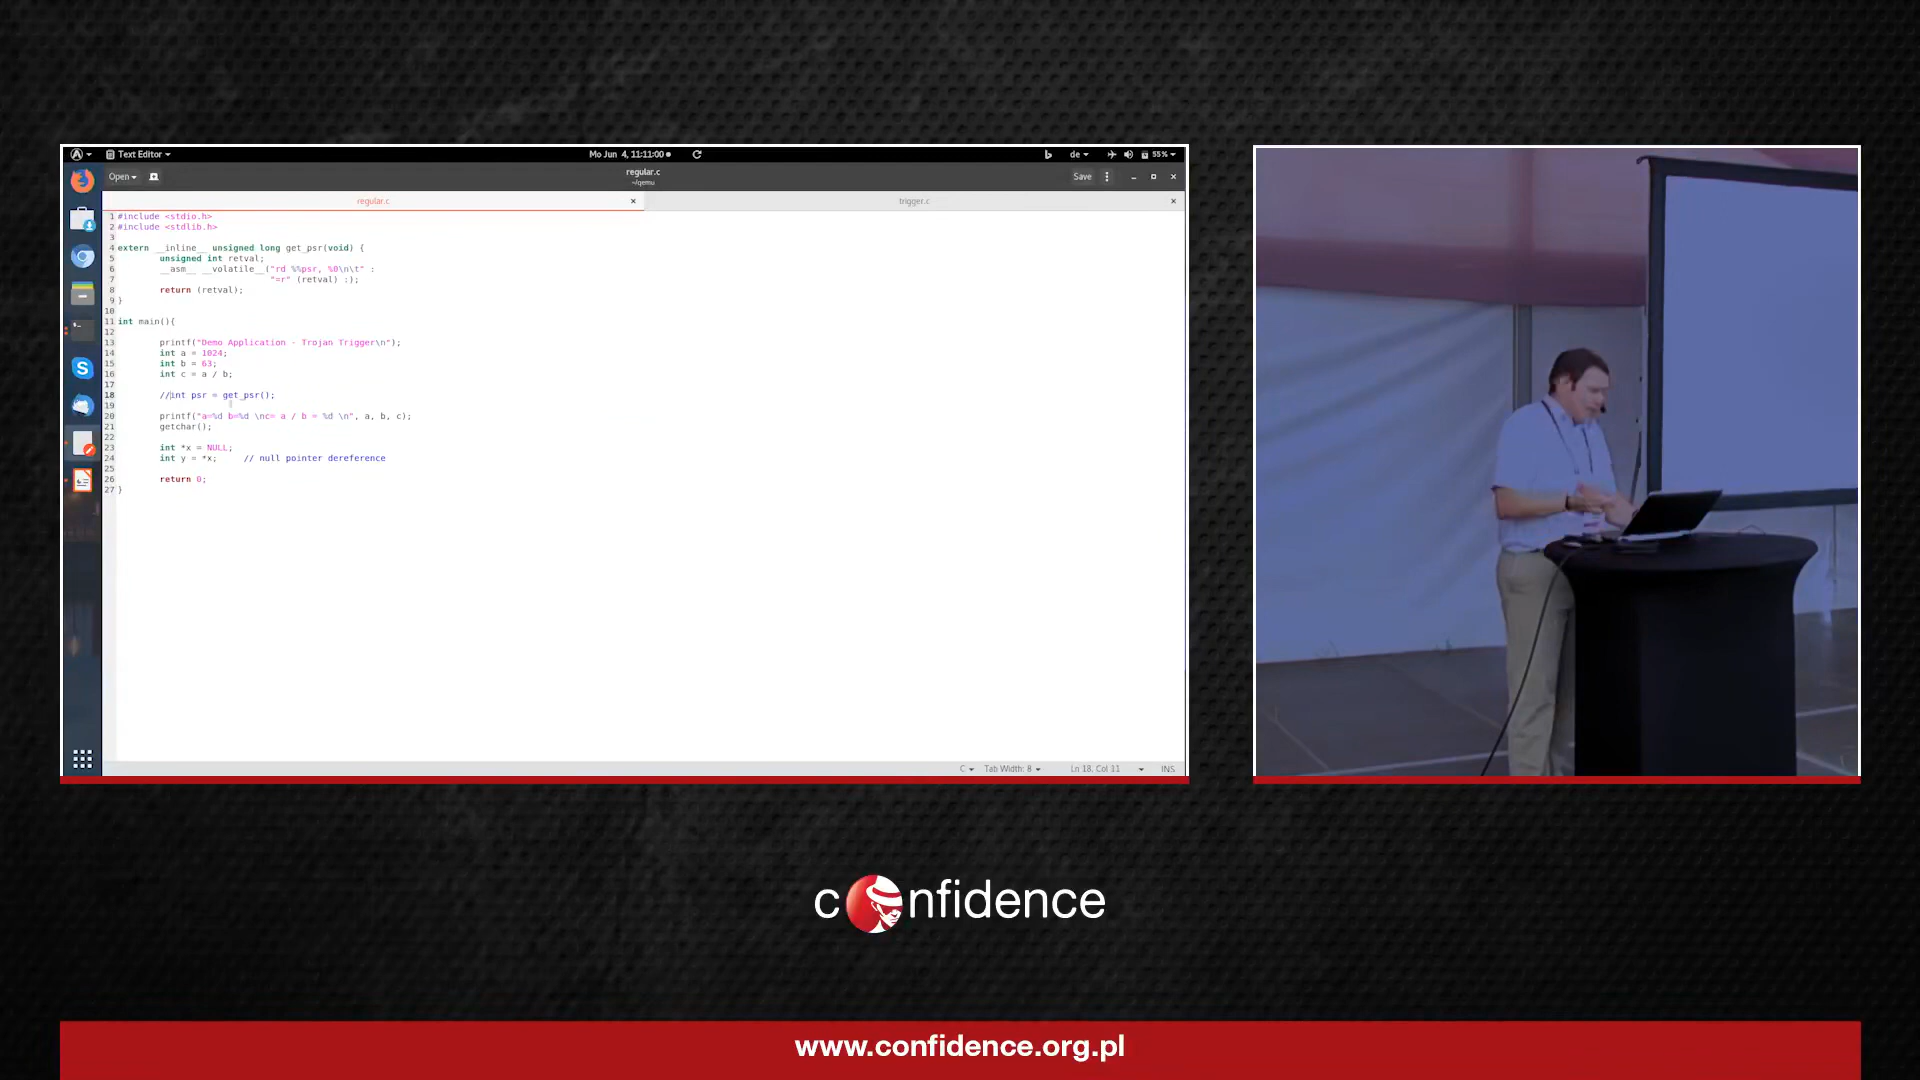 Text Editor
Mo Jun 4, 11:11:00
de
55%
Open
regular.c
~/qemu
Save
regular.c
trigger.c
1 #include <stdio.h>
2 #include <stdlib.h>
3
4 extern __inline__ unsigned long get_psr(void) {
5 unsigned int retval;
6 __asm__ __volatile__("rd %%psr, %0\n\t" :
7 "=r" (retval) :);
8 return (retval);
9 }
10
11 int main(){
12
13 printf("Demo Application - Trojan Trigger\n");
14 int a = 1024;
15 int b = 63;
16 int c = a / b;
17
18 //int psr = get_psr();
19
20 printf("a=%d b=%d \nc= a / b = %d \n", a, b, c);
21 getchar();
22
23 int *x = NULL;
24 int y = *x; // null pointer dereference
25
26 return 0;
27 }
C
Tab Width: 8
Ln 18, Col 11
INS
confidence
www.confidence.org.pl